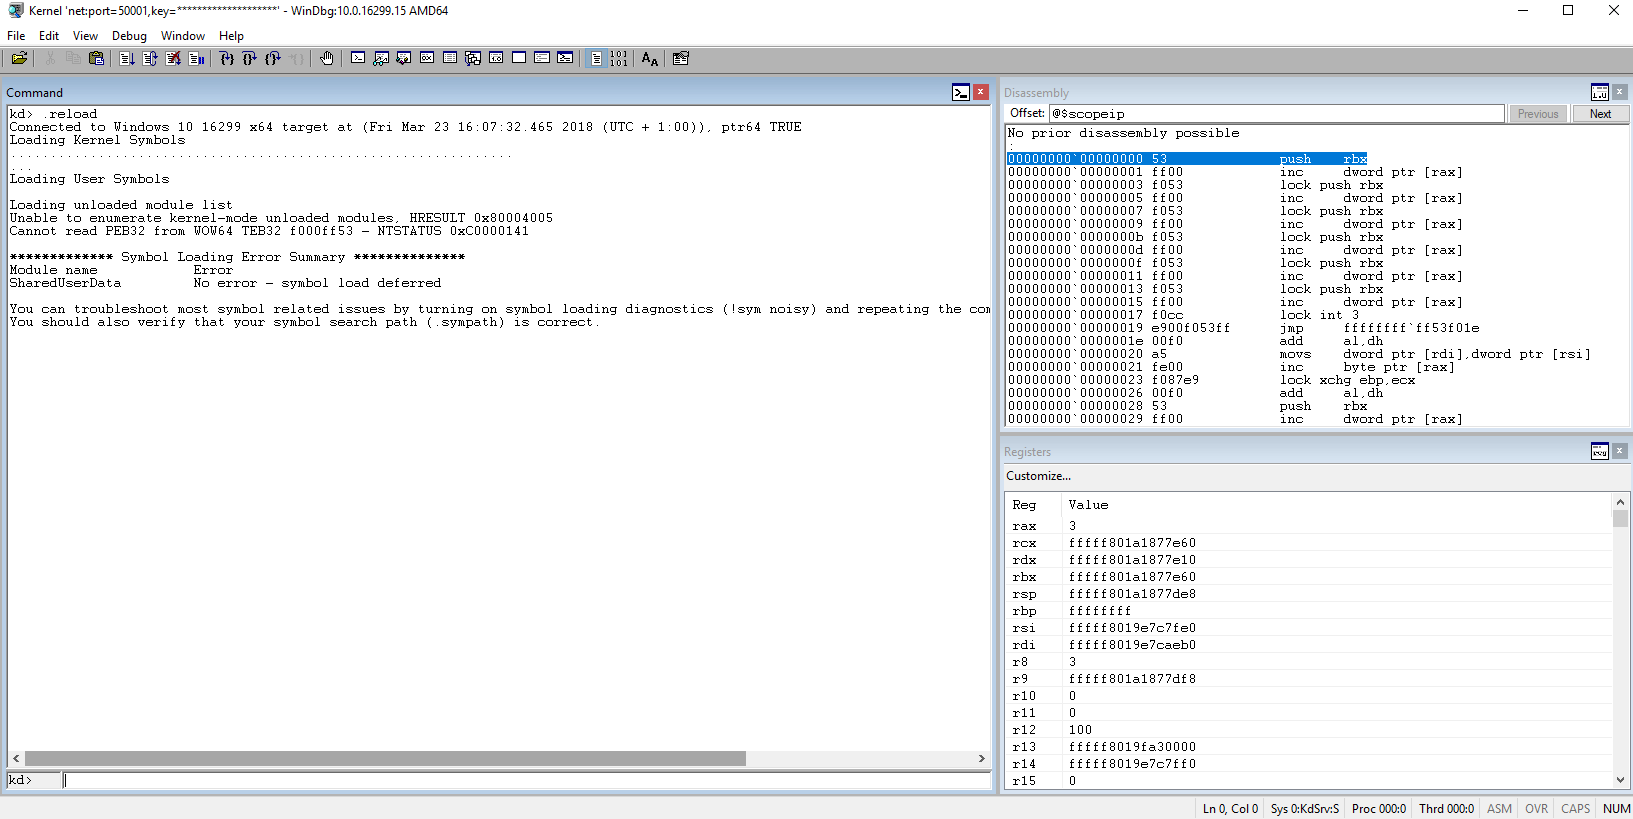 Kernel 'net:port=50001,key=********************' - WinDbg:10.0.16299.15 AMD64
File Edit View Debug Window Help
Command
kd> .reload
Connected to Windows 10 16299 x64 target at (Fri Mar 23 16:07:32.465 2018 (UTC + 1:00)), ptr64 TRUE
Loading Kernel Symbols
...............................................................
...
Loading User Symbols
Loading unloaded module list
Unable to enumerate kernel-mode unloaded modules, HRESULT 0x80004005
Cannot read PEB32 from WOW64 TEB32 f000ff53 - NTSTATUS 0xC0000141
************* Symbol Loading Error Summary **************
Module name Error
SharedUserData No error - symbol load deferred
You can troubleshoot most symbol related issues by turning on symbol loading diagnostics (!sym noisy) and repeating the com
You should also verify that your symbol search path (.sympath) is correct.
kd>
Disassembly
Offset: @$scopeip Previous Next
No prior disassembly possible
:
00000000`00000000 53 push rbx
00000000`00000001 ff00 inc dword ptr [rax]
00000000`00000003 f053 lock push rbx
00000000`00000005 ff00 inc dword ptr [rax]
00000000`00000007 f053 lock push rbx
00000000`00000009 ff00 inc dword ptr [rax]
00000000`0000000b f053 lock push rbx
00000000`0000000d ff00 inc dword ptr [rax]
00000000`0000000f f053 lock push rbx
00000000`00000011 ff00 inc dword ptr [rax]
00000000`00000013 f053 lock push rbx
00000000`00000015 ff00 inc dword ptr [rax]
00000000`00000017 f0cc lock int 3
00000000`00000019 e900f053ff jmp ffffffff`ff53f01e
00000000`0000001e 00f0 add al,dh
00000000`00000020 a5 movs dword ptr [rdi],dword ptr [rsi]
00000000`00000021 fe00 inc byte ptr [rax]
00000000`00000023 f087e9 lock xchg ebp,ecx
00000000`00000026 00f0 add al,dh
00000000`00000028 53 push rbx
00000000`00000029 ff00 inc dword ptr [rax]
Registers
Customize...
Reg Value
rax 3
rcx fffff801a1877e60
rdx fffff801a1877e10
rbx fffff801a1877e60
rsp fffff801a1877de8
rbp ffffffff
rsi fffff8019e7c7fe0
rdi fffff8019e7caeb0
r8 3
r9 fffff801a1877df8
r10 0
r11 0
r12 100
r13 fffff8019fa30000
r14 fffff8019e7c7ff0
r15 0
Ln 0, Col 0 Sys 0:KdSrv:S Proc 000:0 Thrd 000:0 ASM OVR CAPS NUM